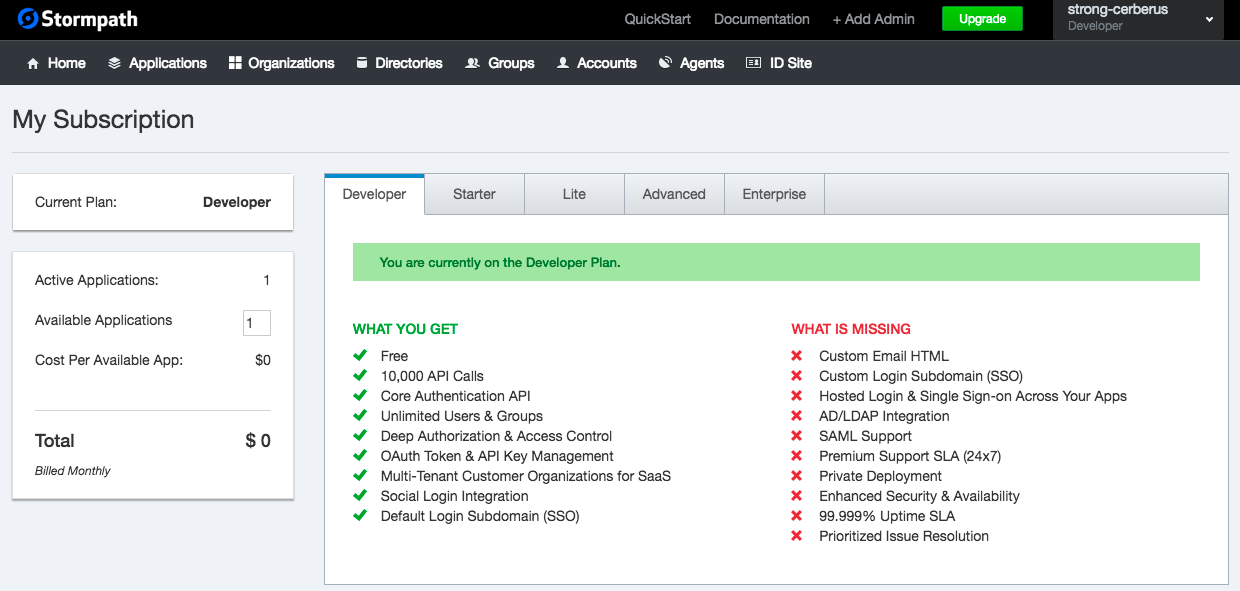 Stormpath
QuickStart Documentation + Add Admin Upgrade strong-cerberus
Developer
Home Applications Organizations Directories Groups Accounts Agents ID Site
My Subscription
Current Plan: Developer
Active Applications: 1
Available Applications 1
Cost Per Available App: $0
Total $ 0
Billed Monthly
Developer Starter Lite Advanced Enterprise
You are currently on the Developer Plan.
WHAT YOU GET
Free
10,000 API Calls
Core Authentication API
Unlimited Users & Groups
Deep Authorization & Access Control
OAuth Token & API Key Management
Multi-Tenant Customer Organizations for SaaS
Social Login Integration
Default Login Subdomain (SSO)
WHAT IS MISSING
Custom Email HTML
Custom Login Subdomain (SSO)
Hosted Login & Single Sign-on Across Your Apps
AD/LDAP Integration
SAML Support
Premium Support SLA (24x7)
Private Deployment
Enhanced Security & Availability
99.999% Uptime SLA
Prioritized Issue Resolution